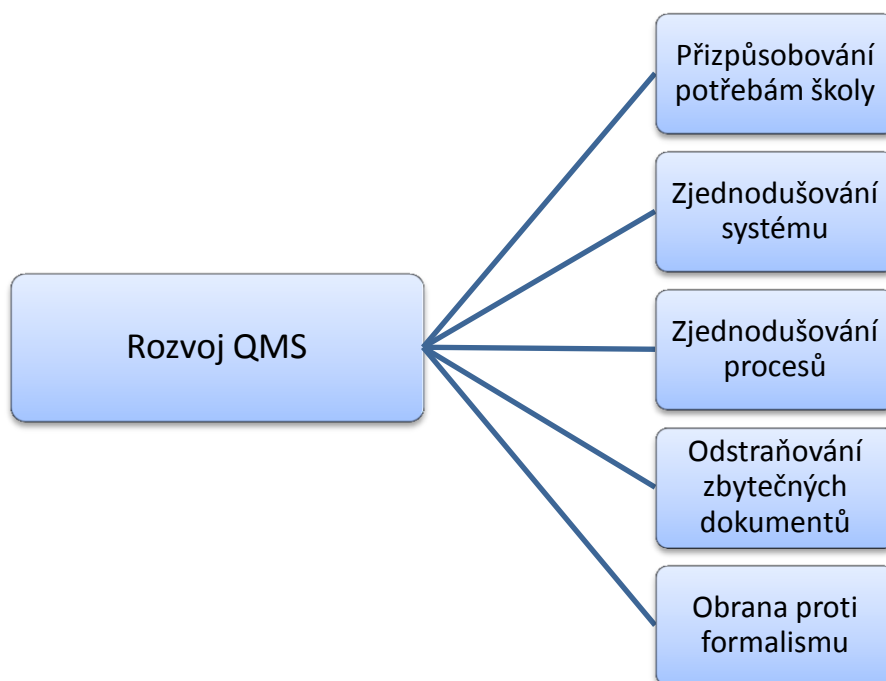 Rozvoj QMS
Přizpůsobování
potřebám školy
Zjednodušování
systému
Zjednodušování
procesů
Odstraňování
zbytečných
dokumentů
Obrana proti
formalismu